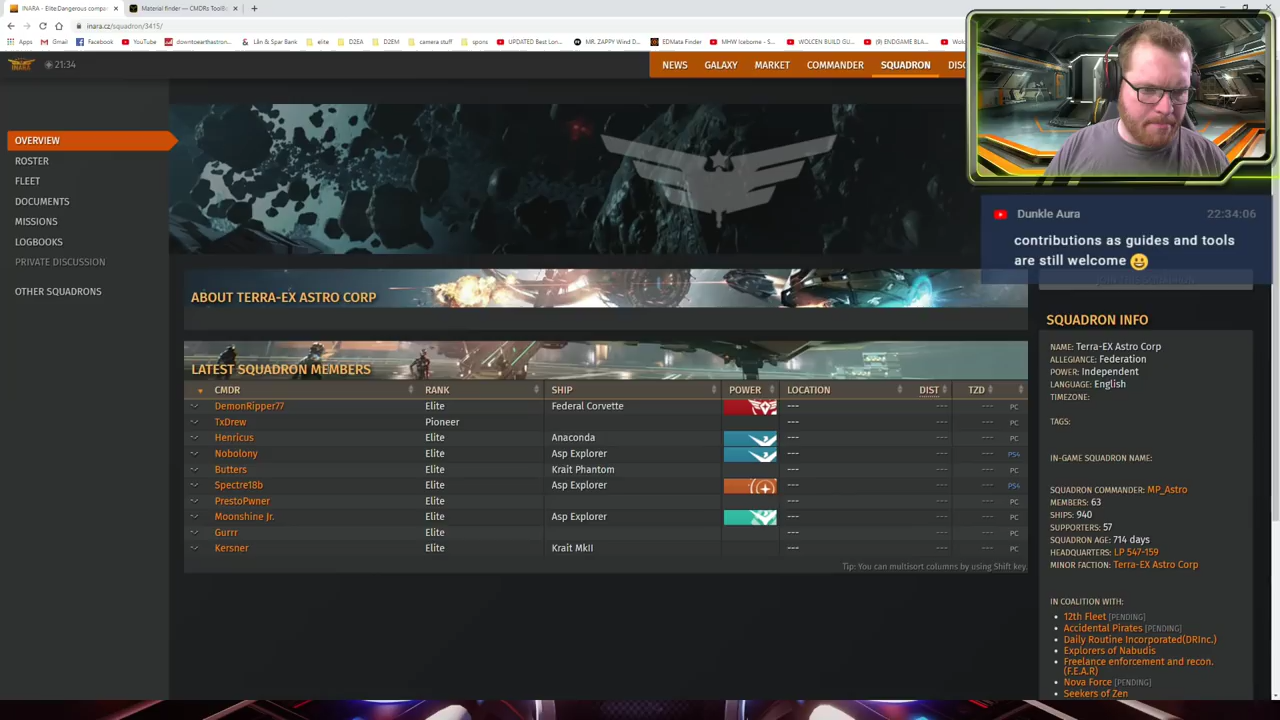 INARA - Elite:Dangerous compa
Material finder — CMDRs ToolB
inara.cz/squadron/3415/
Apps
Gmail
Facebook
YouTube
downtoearthastron
Lån & Spar Bank
elite
D2EA
D2EM
camera stuff
spons
UPDATED Best Lon...
MR. ZAPPY Wind D...
EDMata Finder
MHW Iceborne - S...
WOLCEN BUILD GU...
(9) ENDGAME BLA...
INARA
21:34
NEWS
GALAXY
MARKET
COMMANDER
SQUADRON
OVERVIEW
ROSTER
FLEET
DOCUMENTS
MISSIONS
LOGBOOKS
PRIVATE DISCUSSION
OTHER SQUADRONS
Dunkle Aura 22:34:06
contributions as guides and tools
are still welcome 😀
ABOUT TERRA-EX ASTRO CORP
LATEST SQUADRON MEMBERS
CMDR RANK SHIP POWER LOCATION DIST TZD
DemonRipper77 Elite Federal Corvette --- --- --- PC
TxDrew Pioneer --- --- --- PC
Henricus Elite Anaconda --- --- --- PC
Nobolony Elite Asp Explorer --- --- --- PS4
Butters Elite Krait Phantom --- --- --- PC
Spectre18b Elite Asp Explorer --- --- --- PS4
PrestoPwner Elite --- --- --- PC
Moonshine Jr. Elite Asp Explorer --- --- --- PC
Gurrr Elite --- --- --- PC
Kersner Elite Krait MkII --- --- --- PC
Tip: You can multisort columns by using Shift key.
SQUADRON INFO
NAME: Terra-EX Astro Corp
ALLEGIANCE: Federation
POWER: Independent
LANGUAGE: English
TIMEZONE:
TAGS:
IN-GAME SQUADRON NAME:
SQUADRON COMMANDER: MP_Astro
MEMBERS: 63
SHIPS: 940
SUPPORTERS: 57
SQUADRON AGE: 714 days
HEADQUARTERS: LP 547-159
MINOR FACTION: Terra-EX Astro Corp
IN COALITION WITH:
• 12th Fleet [PENDING]
• Accidental Pirates [PENDING]
• Daily Routine Incorporated(DRInc.)
• Explorers of Nabudis
• Freelance enforcement and recon.
(F.E.A.R)
• Nova Force [PENDING]
• Seekers of Zen